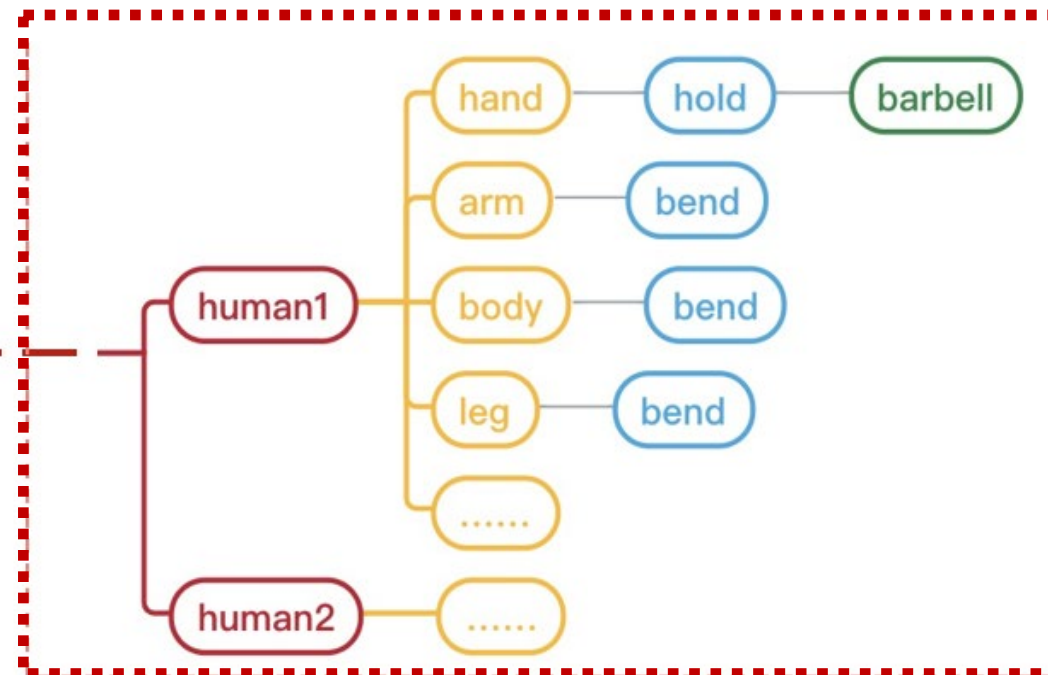 hand hold barbell
arm bend
human1 body bend
leg bend
......
human2 ......